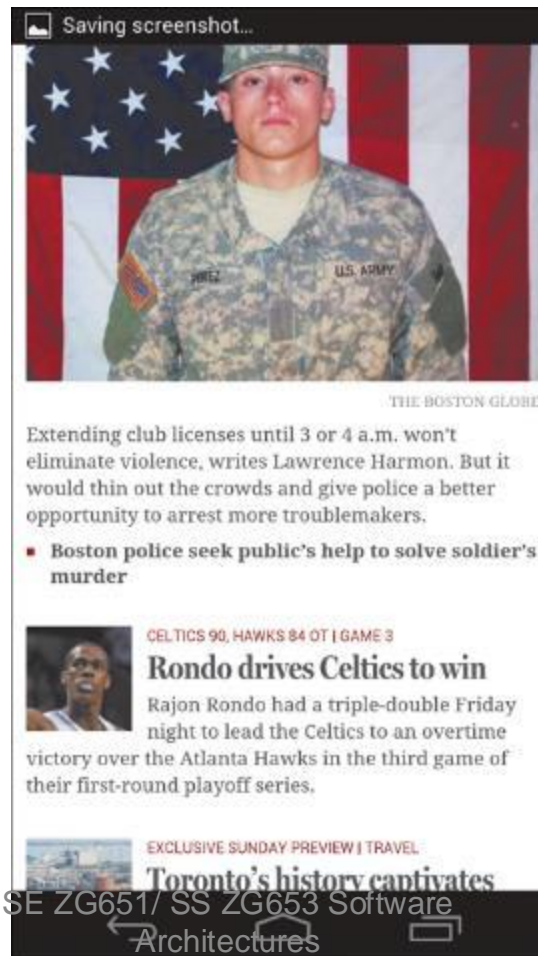 Saving screenshot...
U.S. ARMY
THE BOSTON GLOBE
Extending club licenses until 3 or 4 a.m. won't
eliminate violence, writes Lawrence Harmon. But it
would thin out the crowds and give police a better
opportunity to arrest more troublemakers.
Boston police seek public's help to solve soldier's
murder
CELTICS 90, HAWKS 84 OT | GAME 3
Rondo drives Celtics to win
Rajon Rondo had a triple-double Friday
night to lead the Celtics to an overtime
victory over the Atlanta Hawks in the third game of
their first-round playoff series.
EXCLUSIVE SUNDAY PREVIEW | TRAVEL
Toronto's history captivates
SE ZG651/ SS ZG653 Software
Architectures